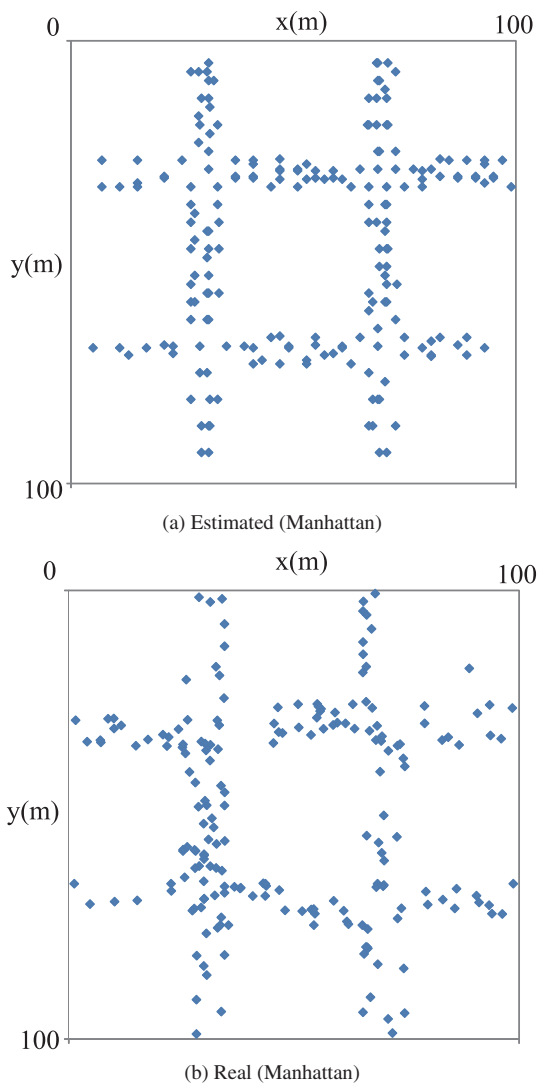 0 x(m) 100
y(m)
100
(a) Estimated (Manhattan)
0 x(m) 100
y(m)
100
(b) Real (Manhattan)